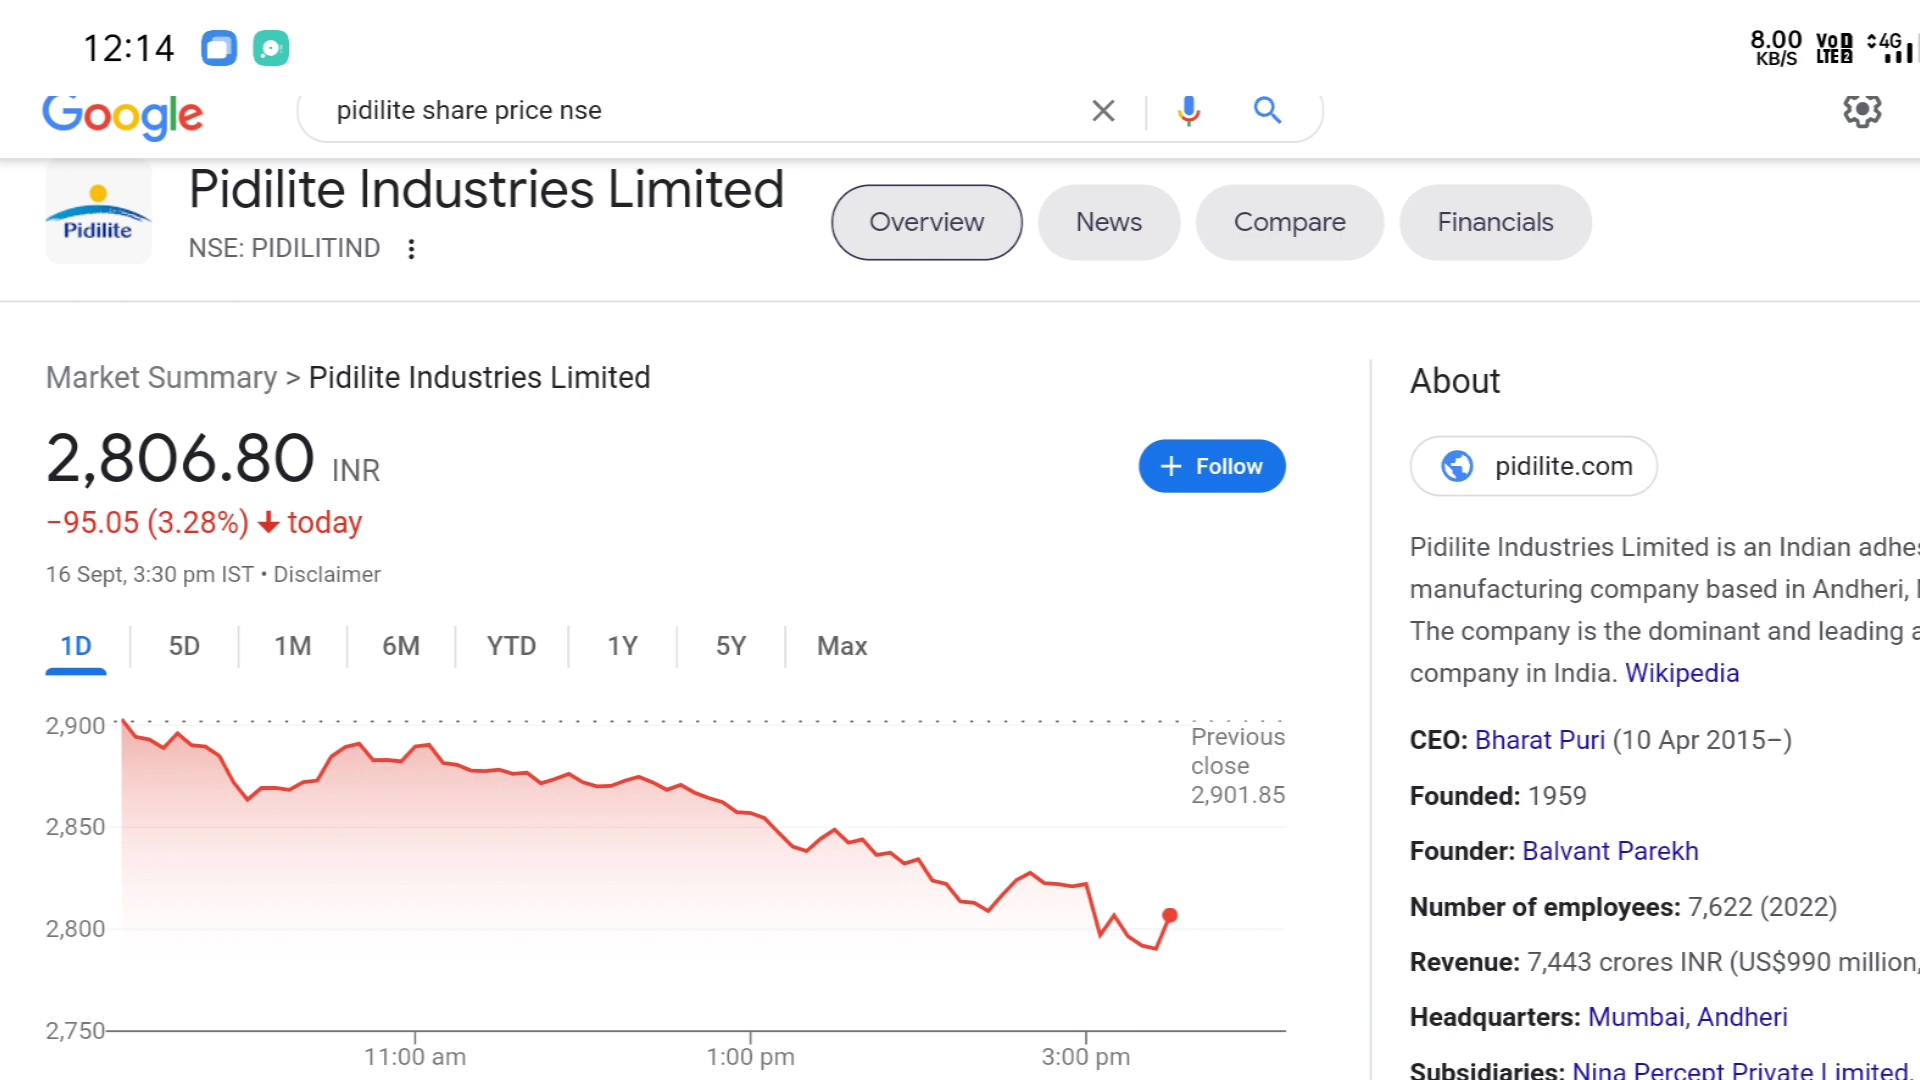 12:14
8.00 KB/S
VoD LTE2
4G
Google
pidilite share price nse
Pidilite
Pidilite Industries Limited
NSE: PIDILITIND
Overview
News
Compare
Financials
Market Summary > Pidilite Industries Limited
2,806.80 INR
Follow
−95.05 (3.28%) today
16 Sept, 3:30 pm IST • Disclaimer
1D
5D
1M
6M
YTD
1Y
5Y
Max
2,900
2,850
2,800
2,750
Previous
close
2,901.85
11:00 am
1:00 pm
3:00 pm
About
pidilite.com
Pidilite Industries Limited is an Indian
manufacturing company based in Andheri,
The company is the dominant and leading
company in India. Wikipedia
CEO: Bharat Puri (10 Apr 2015–)
Founded: 1959
Founder: Balvant Parekh
Number of employees: 7,622 (2022)
Revenue: 7,443 crores INR (US$990 million,
Headquarters: Mumbai, Andheri
Subsidiaries: Nina Percept Private Limited,